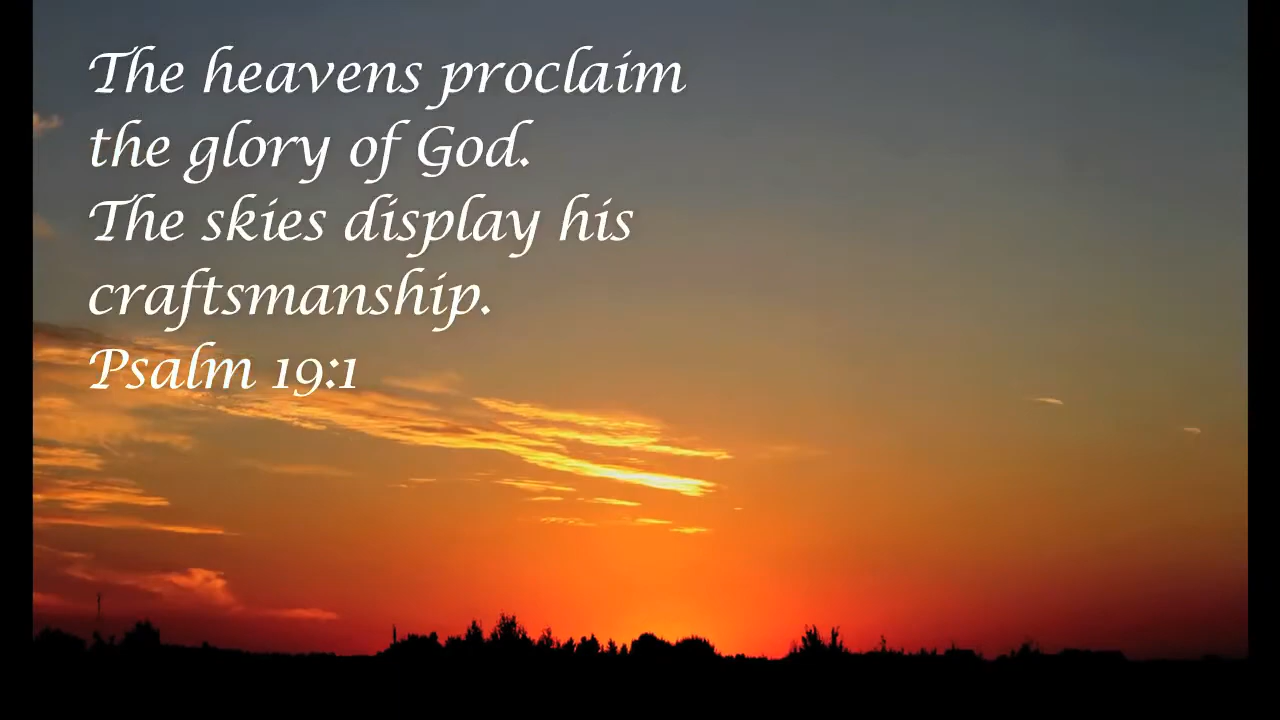 The heavens proclaim
the glory of God.
The skies display his
craftsmanship.
Psalm 19:1